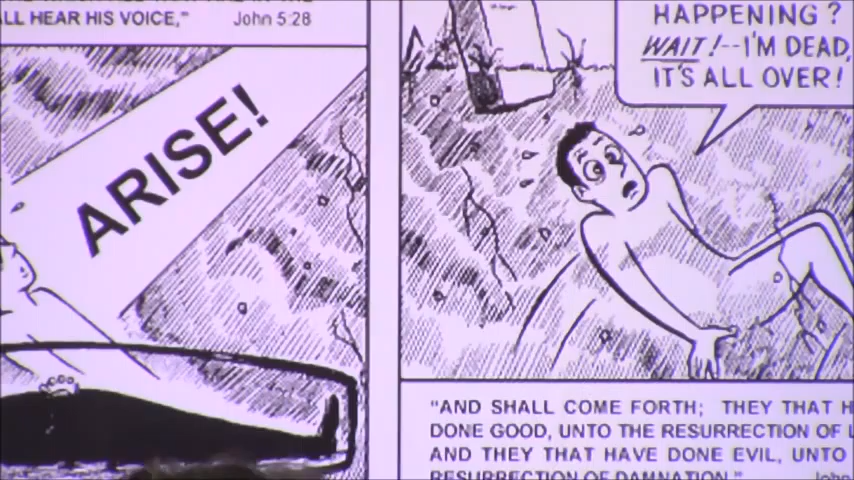 ALL HEAR HIS VOICE,"
John 5:28
ARISE!
HAPPENING?
WAIT!--I'M DEAD,
IT'S ALL OVER!
"AND SHALL COME FORTH; THEY THAT H
DONE GOOD, UNTO THE RESURRECTION OF L
AND THEY THAT HAVE DONE EVIL, UNTO
RESURRECTION OF DAMNATION."
John